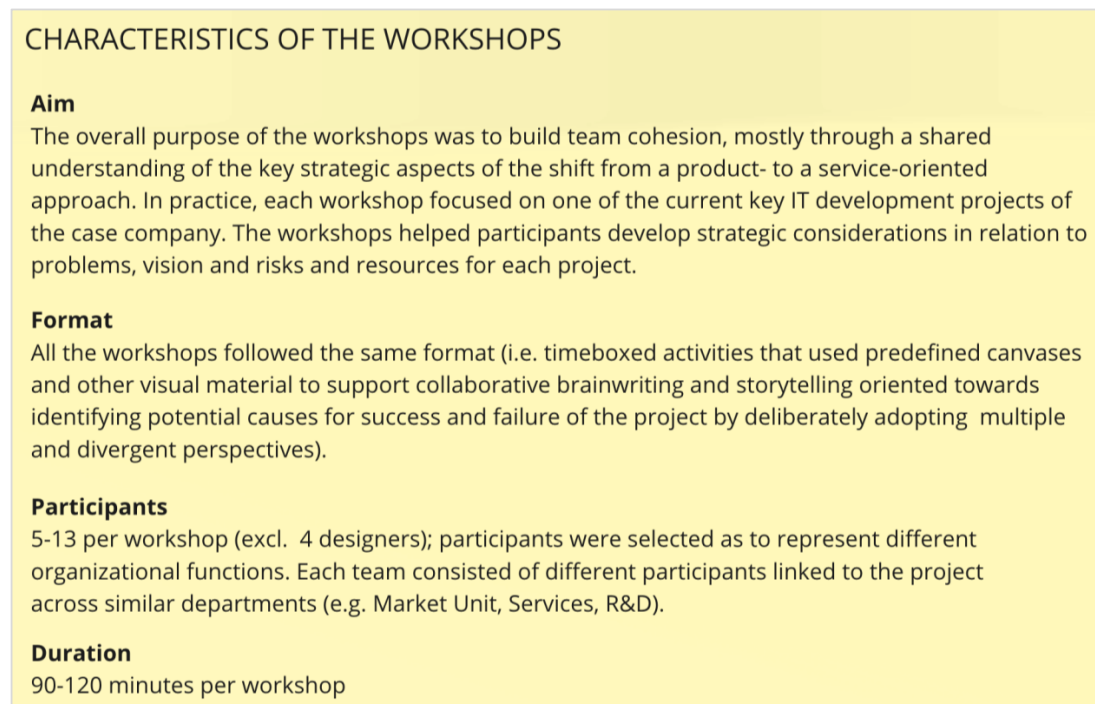 CHARACTERISTICS OF THE WORKSHOPS
Aim
The overall purpose of the workshops was to build team cohesion, mostly through a shared
understanding of the key strategic aspects of the shift from a product- to a service-oriented
approach. In practice, each workshop focused on one of the current key IT development projects of
the case company. The workshops helped participants develop strategic considerations in relation to
problems, vision and risks and resources for each project.
Format
All the workshops followed the same format (i.e. timeboxed activities that used predefined canvases
and other visual material to support collaborative brainwriting and storytelling oriented towards
identifying potential causes for success and failure of the project by deliberately adopting multiple
and divergent perspectives).
Participants
5-13 per workshop (excl. 4 designers); participants were selected as to represent different
organizational functions. Each team consisted of different participants linked to the project
across similar departments (e.g. Market Unit, Services, R&D).
Duration
90-120 minutes per workshop